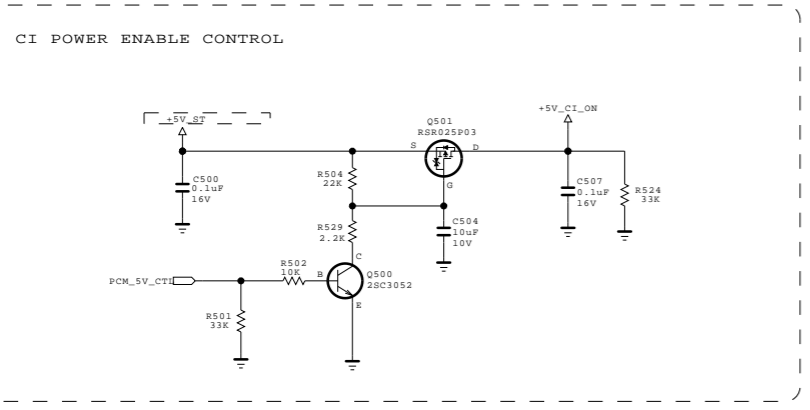 CI POWER ENABLE CONTROL
+5V_ST
Q501
RSR025P03
+5V_CI_ON
S
D
G
C500
0.1uF
16V
R504
22K
C507
0.1uF
16V
R524
33K
R529
2.2K
C504
10uF
10V
R502
10K
C
B
Q500
2SC3052
PCM_5V_CTL
E
R501
33K